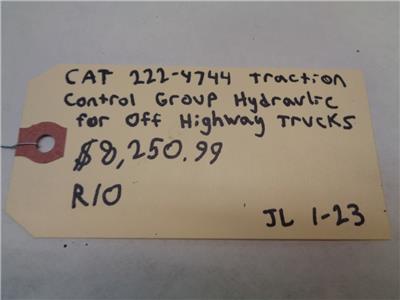 CAT 222-4744 Traction
Control Group Hydraulic
for Off Highway Trucks
$8,250.99
R10
JL 1-23